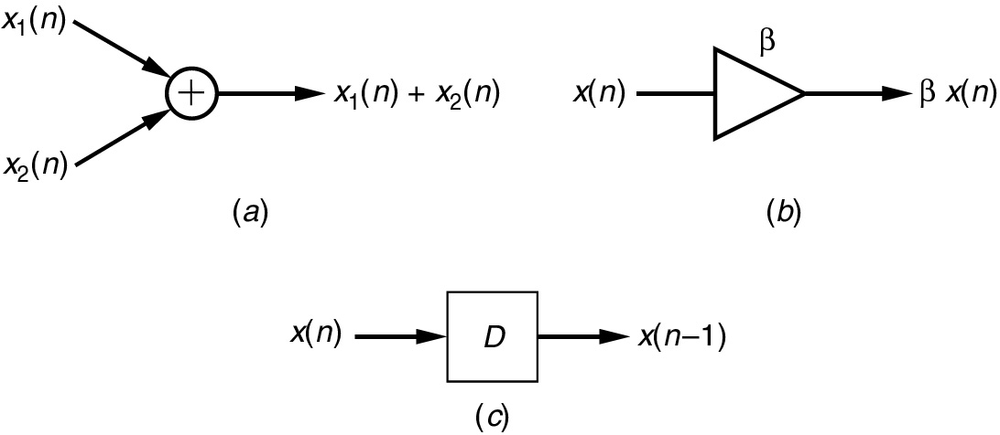 x₁(n)
x₂(n)
+
x₁(n) + x₂(n)
(a)
x(n)
β
β x(n)
(b)
x(n)
D
x(n−1)
(c)